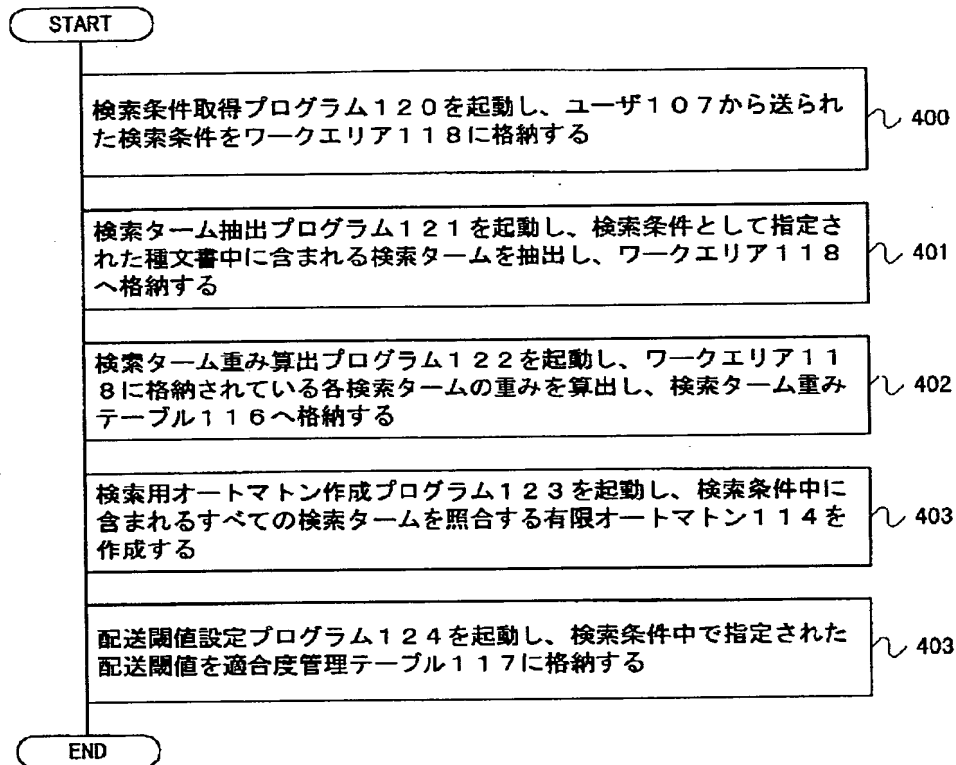 START
検索条件取得プログラム120を起動し、ユーザ107から送られ
た検索条件をワークエリア118に格納する
400
検索ターム抽出プログラム121を起動し、検索条件として指定さ
れた種文書中に含まれる検索タームを抽出し、ワークエリア118
へ格納する
401
検索ターム重み算出プログラム122を起動し、ワークエリア11
8に格納されている各検索タームの重みを算出し、検索ターム重み
テーブル116へ格納する
402
検索用オートマトン作成プログラム123を起動し、検索条件中に
含まれるすべての検索タームを照合する有限オートマトン114を
作成する
403
配送閾値設定プログラム124を起動し、検索条件中で指定された
配送閾値を適合度管理テーブル117に格納する
403
END